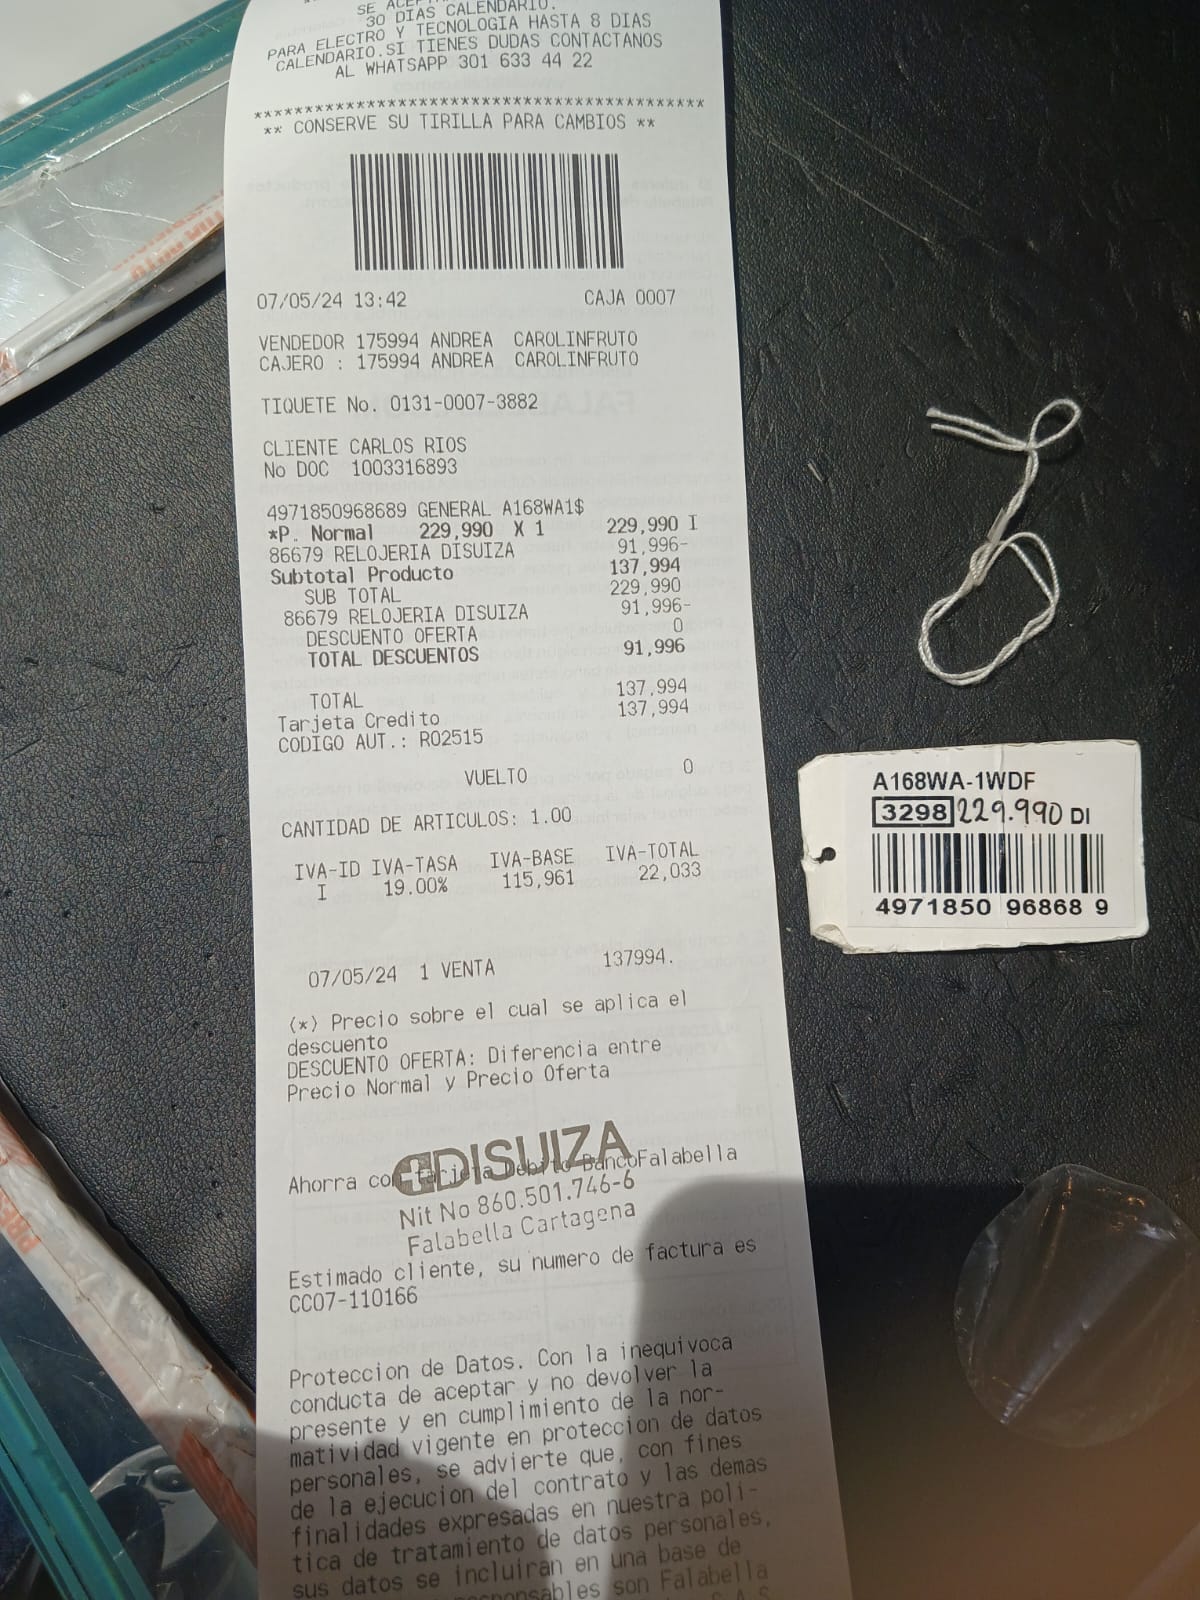 SE ACEP
30 DIAS CALENDARIO.
PARA ELECTRO Y TECNOLOGIA HASTA 8 DIAS
CALENDARIO.SI TIENES DUDAS CONTACTANOS
AL WHATSAPP 301 633 44 22
*******************************************
** CONSERVE SU TIRILLA PARA CAMBIOS **
07/05/24 13:42 CAJA 0007
VENDEDOR 175994 ANDREA CAROLINFRUTO
CAJERO : 175994 ANDREA CAROLINFRUTO
TIQUETE No. 0131-0007-3882
CLIENTE CARLOS RIOS
No DOC 1003316893
4971850968689 GENERAL A168WA1$
*P. Normal 229,990 X 1 229,990 I
86679 RELOJERIA DISUIZA 91,996-
Subtotal Producto 137,994
SUB TOTAL 229,990
86679 RELOJERIA DISUIZA 91,996-
DESCUENTO OFERTA 0
TOTAL DESCUENTOS 91,996
TOTAL 137,994
Tarjeta Credito 137,994
CODIGO AUT.: R02515
VUELTO 0
CANTIDAD DE ARTICULOS: 1.00
IVA-ID IVA-TASA IVA-BASE IVA-TOTAL
I 19.00% 115,961 22,033
07/05/24 1 VENTA 137994.
(*) Precio sobre el cual se aplica el
descuento
DESCUENTO OFERTA: Diferencia entre
Precio Normal y Precio Oferta
DISUIZA
Ahorra con tarjeta Debito BancoFalabella
Nit No 860.501.746-6
Falabella Cartagena
Estimado cliente, su numero de factura es
CC07-110166
Proteccion de Datos. Con la inequivoca
conducta de aceptar y no devolver la
presente y en cumplimiento de la nor-
matividad vigente en proteccion de datos
personales, se advierte que, con fines
de la ejecucion del contrato y las demas
finalidades expresadas en nuestra poli-
tica de tratamiento de datos personales,
sus datos se incluiran en una base de
responsables son Falabella
A168WA-1WDF
3298 229.990 DI
4971850 96868 9